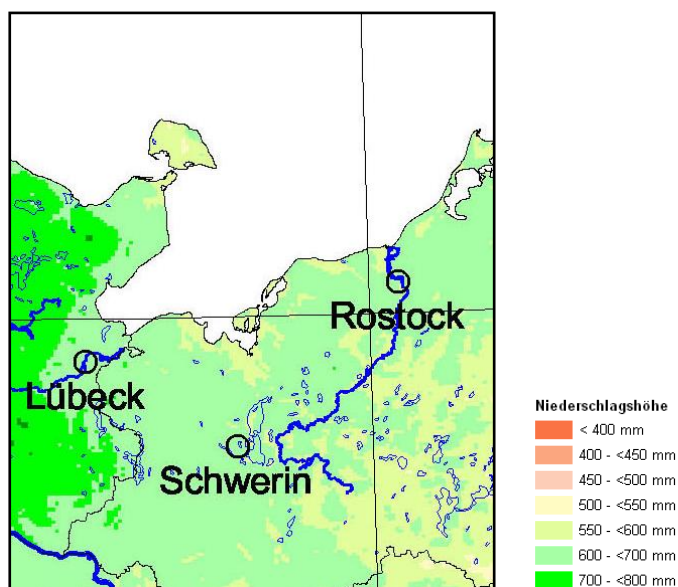 Rostock
Lübeck
Schwerin
Niederschlagshöhe
< 400 mm
400 - <450 mm
450 - <500 mm
500 - <550 mm
550 - <600 mm
600 - <700 mm
700 - <800 mm